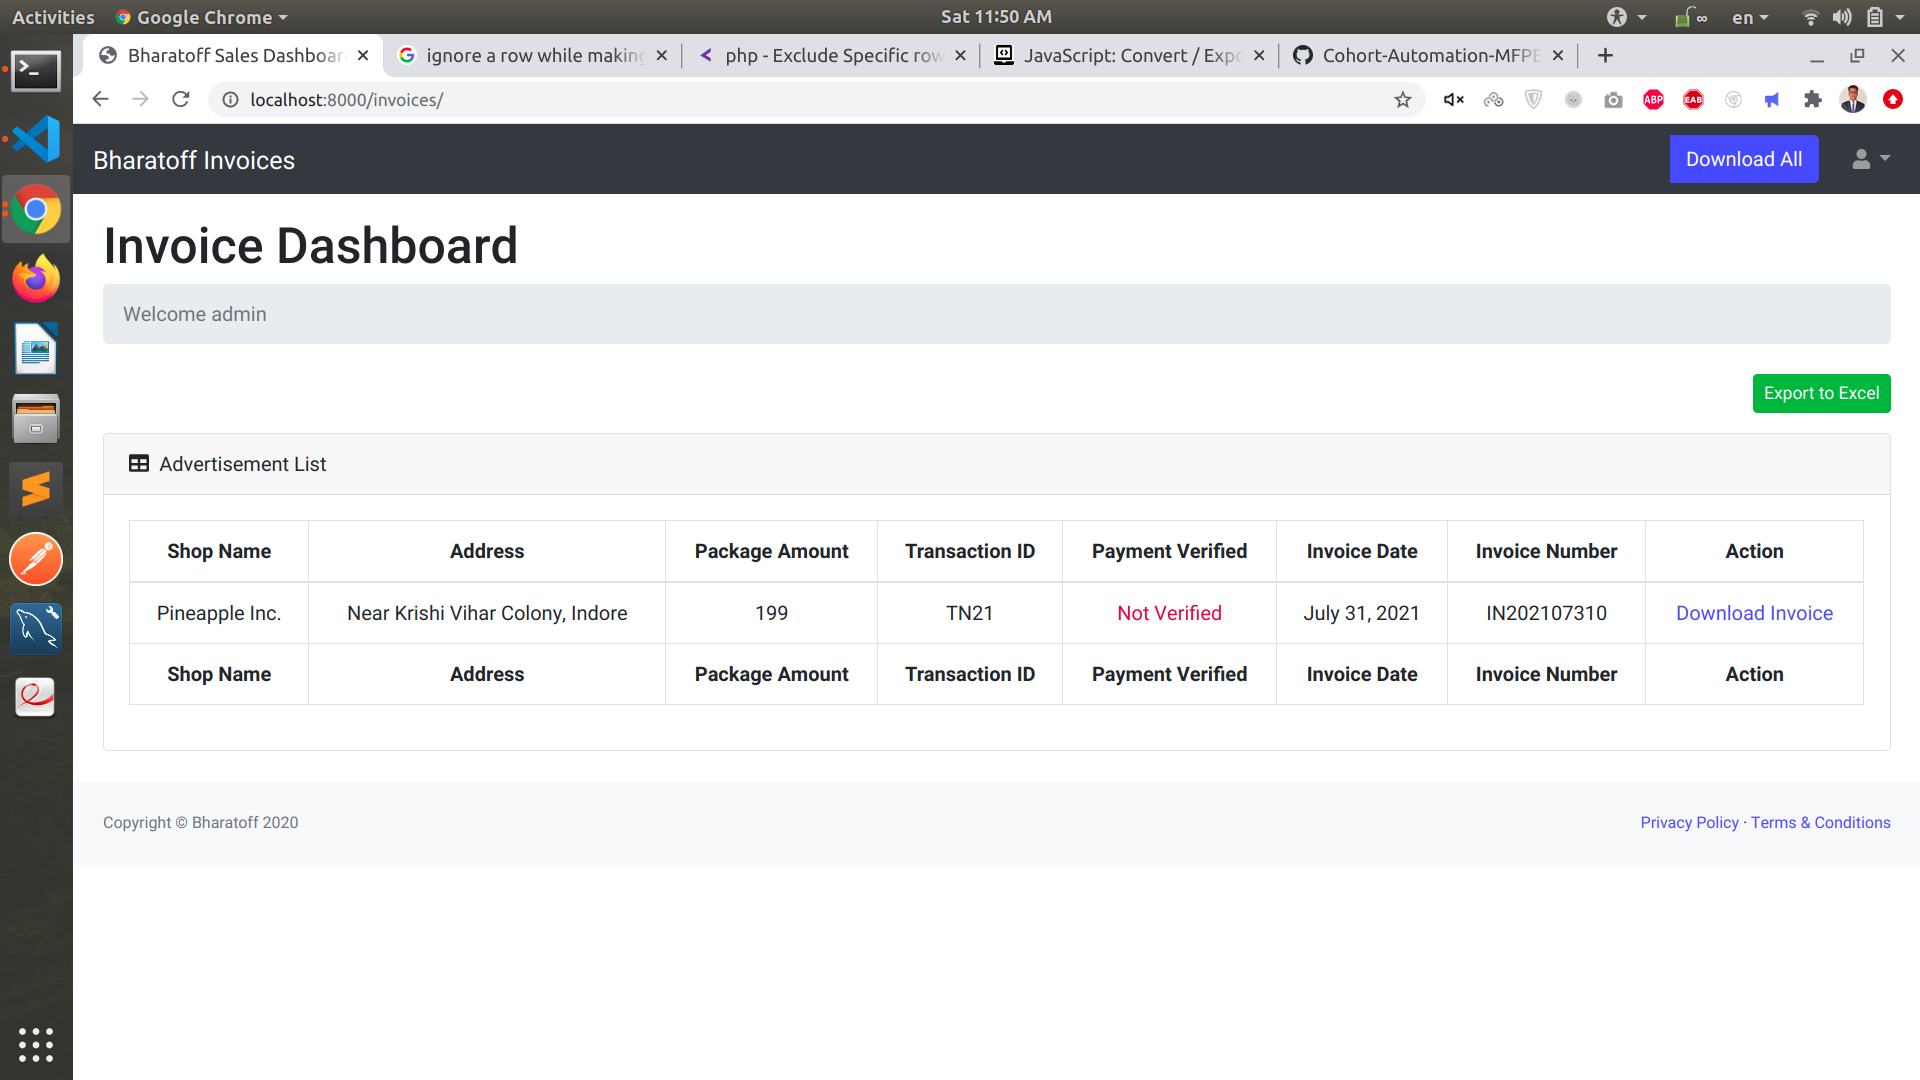 Activities Google Chrome Sat 11:50 AM en
Bharatoff Sales Dashboar ignore a row while making php - Exclude Specific row JavaScript: Convert / Expo Cohort-Automation-MFPE
localhost:8000/invoices/ ABP EAB
Bharatoff Invoices Download All
Invoice Dashboard
Welcome admin
Export to Excel
Advertisement List
Shop Name Address Package Amount Transaction ID Payment Verified Invoice Date Invoice Number Action
Pineapple Inc. Near Krishi Vihar Colony, Indore 199 TN21 Not Verified July 31, 2021 IN202107310 Download Invoice
Shop Name Address Package Amount Transaction ID Payment Verified Invoice Date Invoice Number Action
Copyright © Bharatoff 2020 Privacy Policy · Terms & Conditions